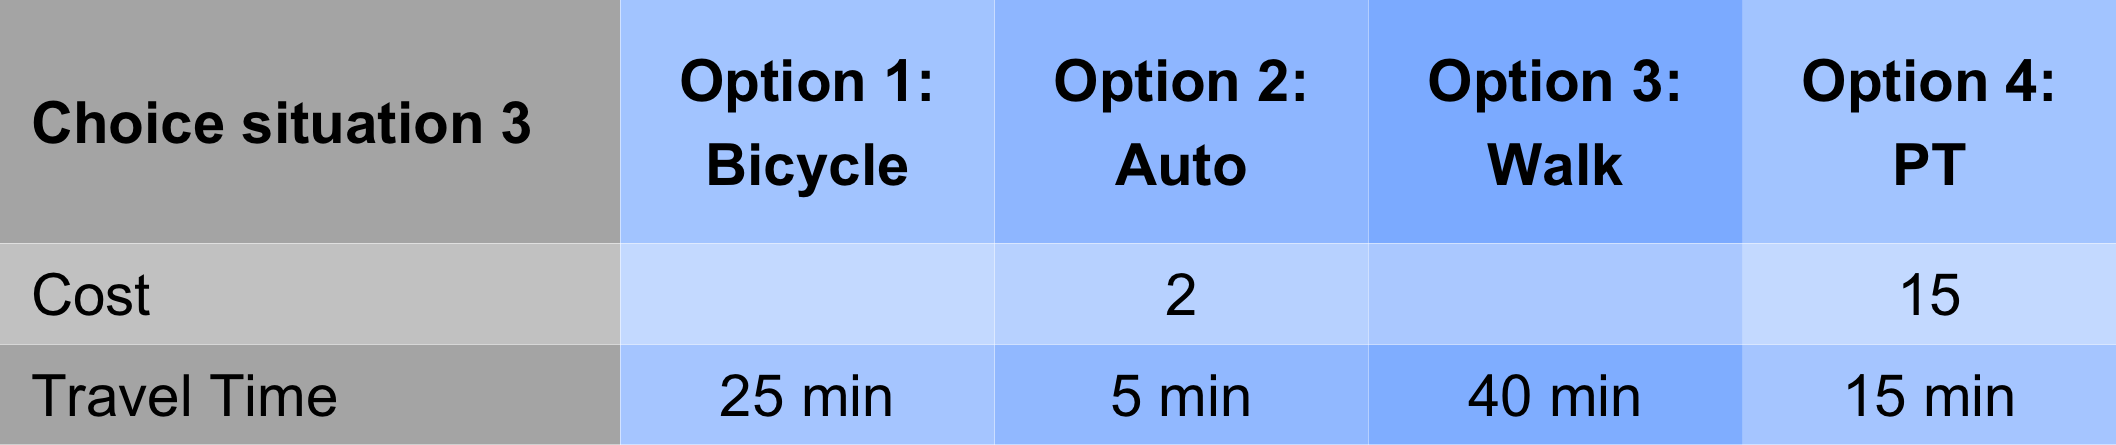 Choice situation 3
Option 1:
Bicycle
Option 2:
Auto
Option 3:
Walk
Option 4:
PT
Cost
2
15
Travel Time
25 min
5 min
40 min
15 min